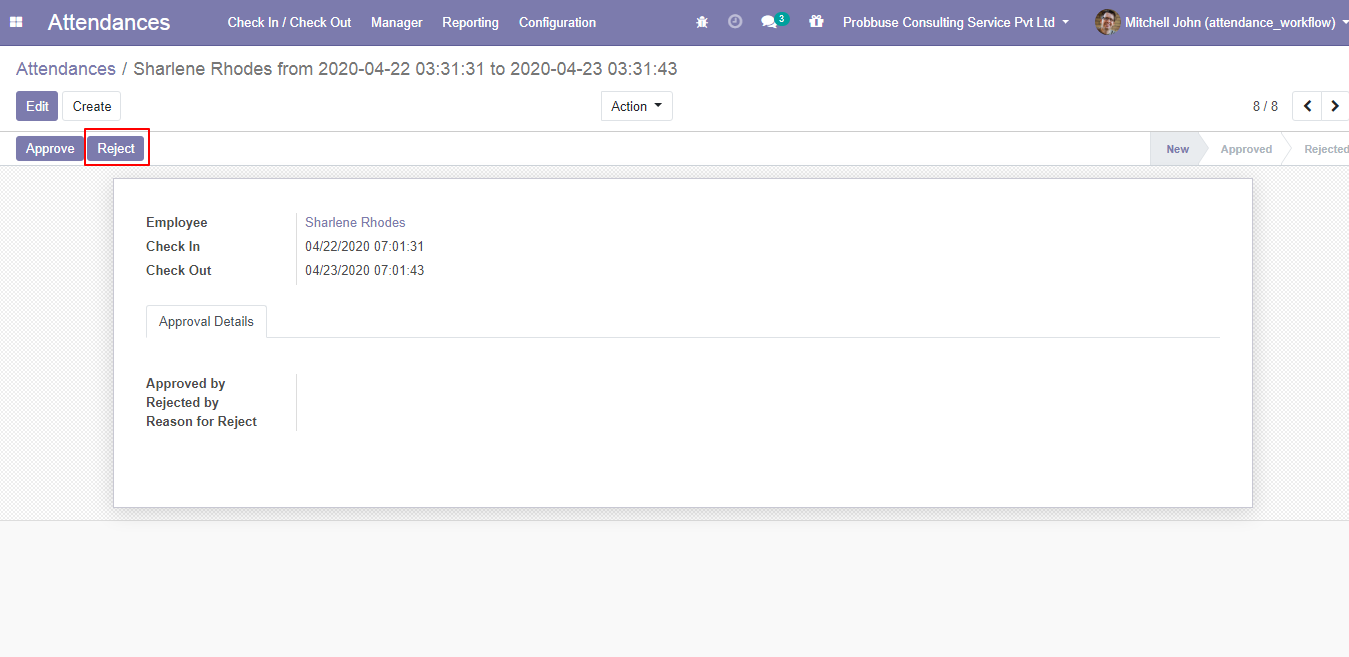 Attendances Check In / Check Out Manager Reporting Configuration 3 Probbuse Consulting Service Pvt Ltd Mitchell John (attendance_workflow)
Attendances / Sharlene Rhodes from 2020-04-22 03:31:31 to 2020-04-23 03:31:43
Edit Create Action 8 / 8
Approve Reject New Approved Rejected
Employee Sharlene Rhodes
Check In 04/22/2020 07:01:31
Check Out 04/23/2020 07:01:43
Approval Details
Approved by
Rejected by
Reason for Reject